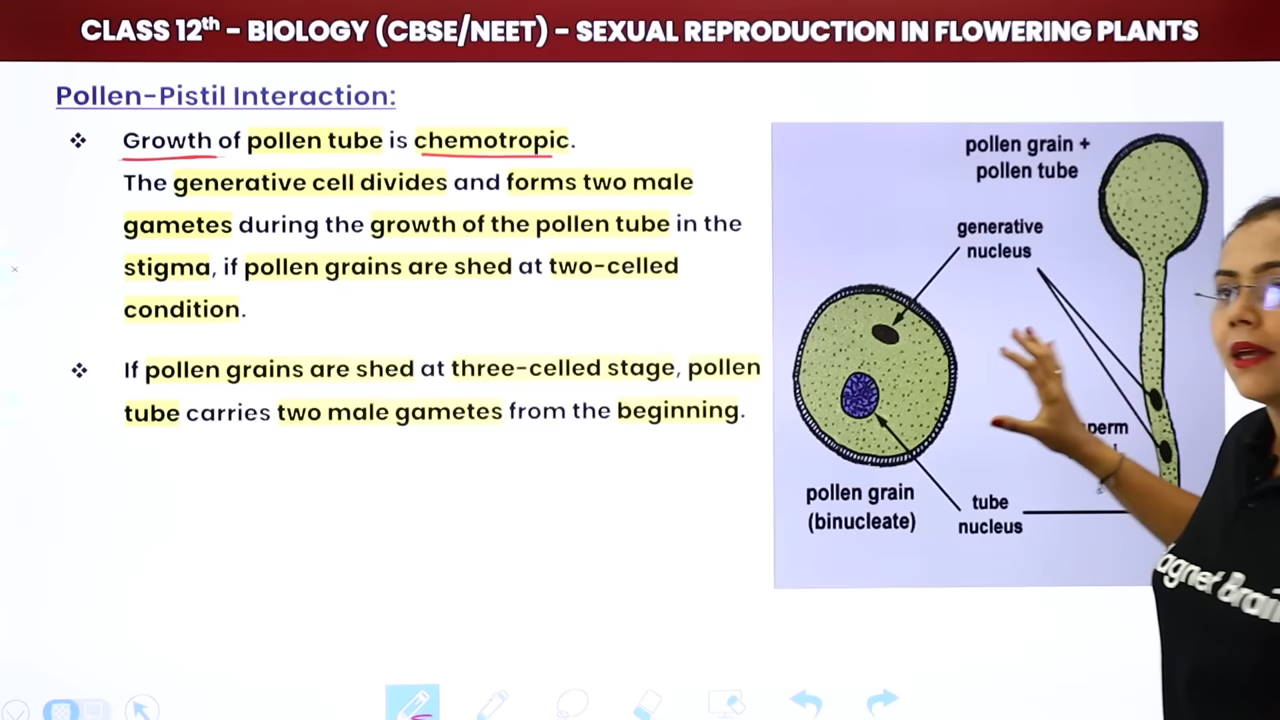 CLASS 12th – BIOLOGY (CBSE/NEET) – SEXUAL REPRODUCTION IN FLOWERING PLANTS
Pollen-Pistil Interaction:
❖ Growth of pollen tube is chemotropic.
The generative cell divides and forms two male
gametes during the growth of the pollen tube in the
stigma, if pollen grains are shed at two-celled
condition.
❖ If pollen grains are shed at three-celled stage, pollen
tube carries two male gametes from the beginning.
pollen grain +
pollen tube
generative
nucleus
pollen grain
(binucleate)
tube
nucleus